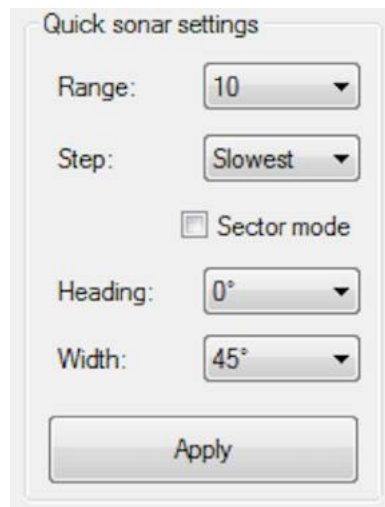 Quick sonar settings
Range: 10
Step: Slowest
Sector mode
Heading: 0°
Width: 45°
Apply